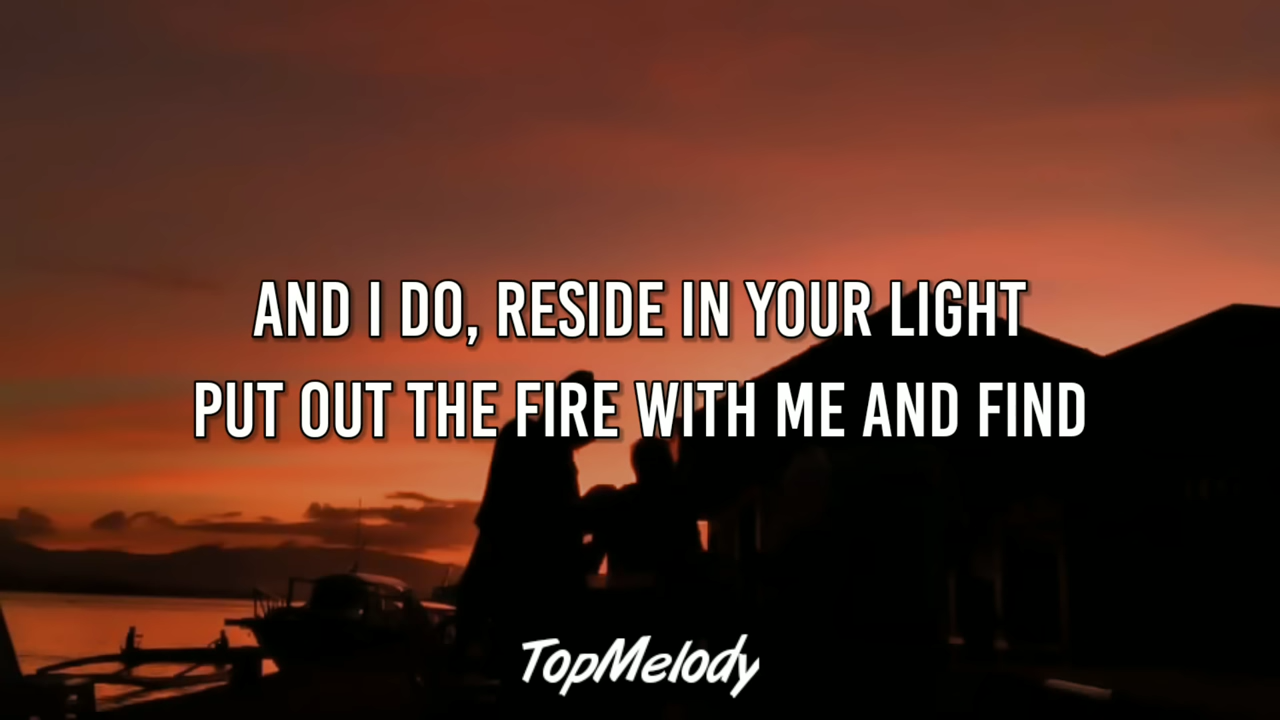 AND I DO, RESIDE IN YOUR LIGHT
PUT OUT THE FIRE WITH ME AND FIND
TopMelody